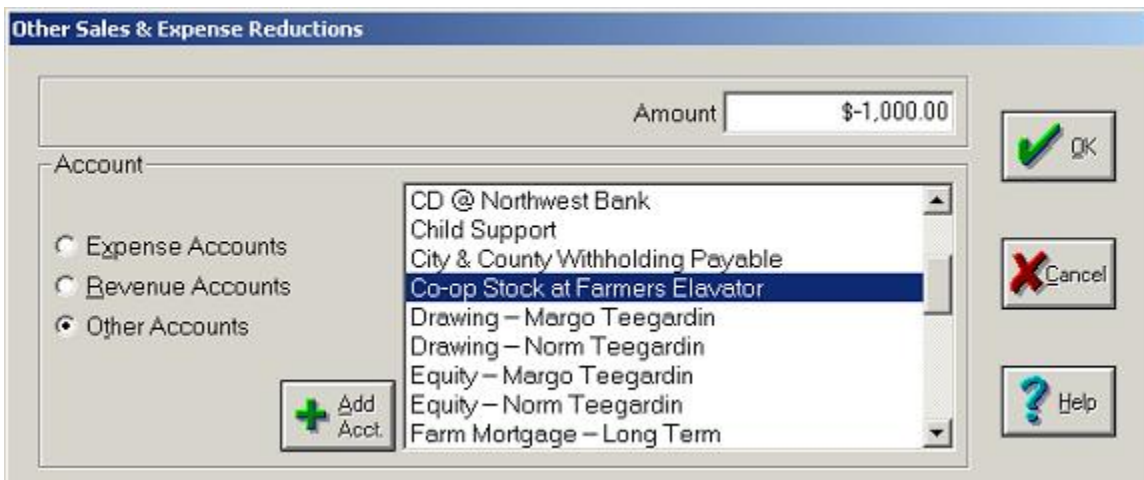 Other Sales & Expense Reductions
Amount $-1,000.00
OK
Account
Expense Accounts
Revenue Accounts
Other Accounts
CD @ Northwest Bank
Child Support
City & County Withholding Payable
Co-op Stock at Farmers Elavator
Drawing – Margo Teegardin
Drawing – Norm Teegardin
Equity – Margo Teegardin
Equity – Norm Teegardin
Farm Mortgage – Long Term
Add
Acct.
Cancel
Help